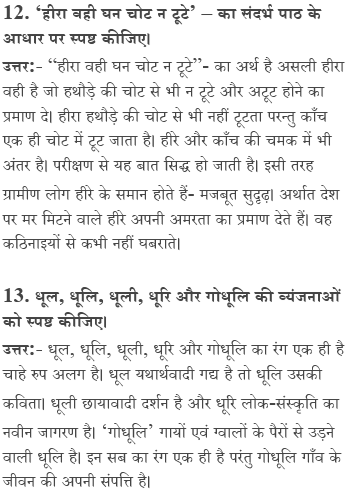 12. ‘हीरा वही घन चोट न टूटे’ – का संदर्भ पाठ के
आधार पर स्पष्ट कीजिए।
उत्तर:- “हीरा वही घन चोट न टूटे”- का अर्थ है असली हीरा
वही है जो हथौड़े की चोट से भी न टूटे और अटूट होने का
प्रमाण दे। हीरा हथौड़े की चोट से भी नहीं टूटता परन्तु काँच
एक ही चोट में टूट जाता है। हीरे और काँच की चमक में भी
अंतर है। परीक्षण से यह बात सिद्ध हो जाती है। इसी तरह
ग्रामीण लोग हीरे के समान होते हैं- मजबूत सुदृढ़। अर्थात देश
पर मर मिटने वाले हीरे अपनी अमरता का प्रमाण देते हैं। वह
कठिनाइयों से कभी नहीं घबराते।
13. धूल, धूलि, धूली, धूरि और गोधूलि की व्यंजनाओं
को स्पष्ट कीजिए।
उत्तर:- धूल, धूलि, धूली, धूरि और गोधूलि का रंग एक ही है
चाहे रुप अलग है। धूल यथार्थवादी गद्य है तो धूलि उसकी
कविता। धूली छायावादी दर्शन है और धूरि लोक-संस्कृति का
नवीन जागरण है। ‘गोधूलि’ गायों एवं ग्वालों के पैरों से उड़ने
वाली धूलि है। इन सब का रंग एक ही है परंतु गोधूलि गाँव के
जीवन की अपनी संपत्ति है।